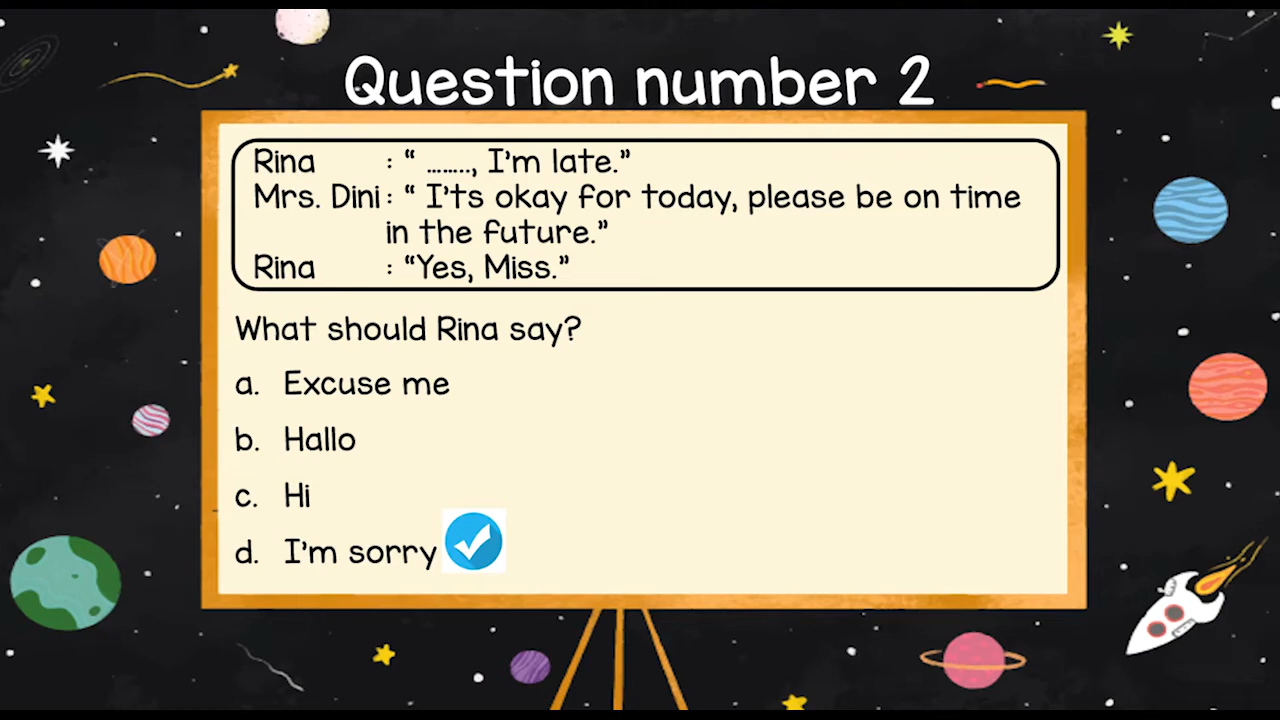 Question number 2
Rina : “ …….., I’m late.”
Mrs. Dini : “ I’ts okay for today, please be on time
in the future.”
Rina : “Yes, Miss.”
What should Rina say?
a. Excuse me
b. Hallo
c. Hi
d. I’m sorry